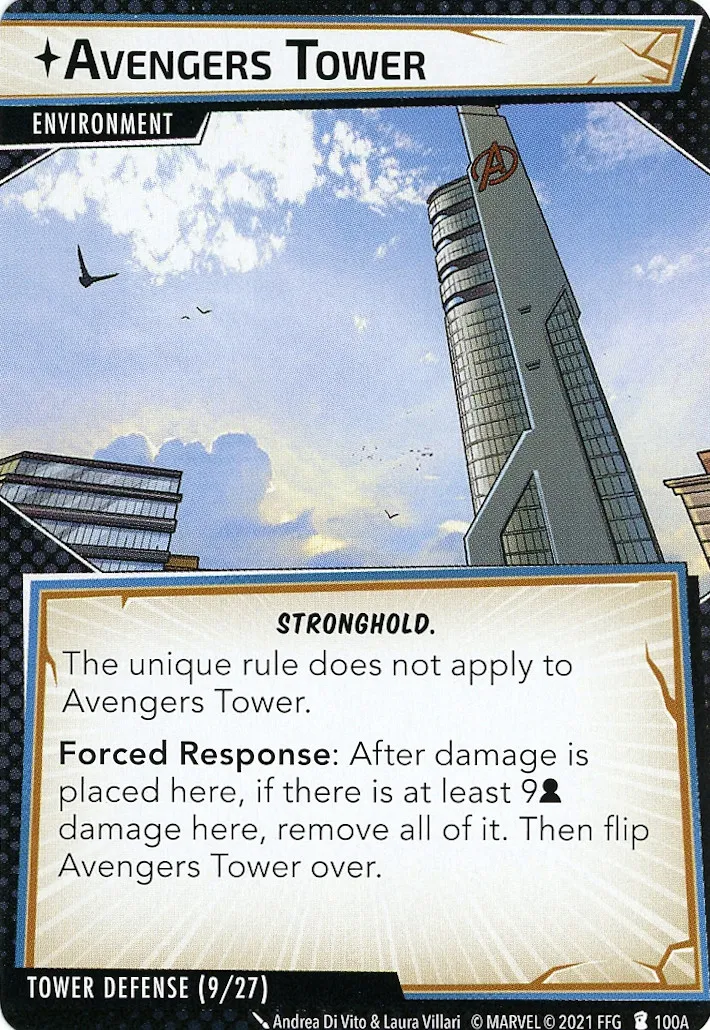 Avengers Tower
ENVIRONMENT
A
STRONGHOLD.
The unique rule does not apply to
Avengers Tower.
Forced Response: After damage is
placed here, if there is at least 9
damage here, remove all of it. Then flip
Avengers Tower over.
TOWER DEFENSE (9/27)
Andrea Di Vito & Laura Villari © MARVEL © 2021 FFG 100A